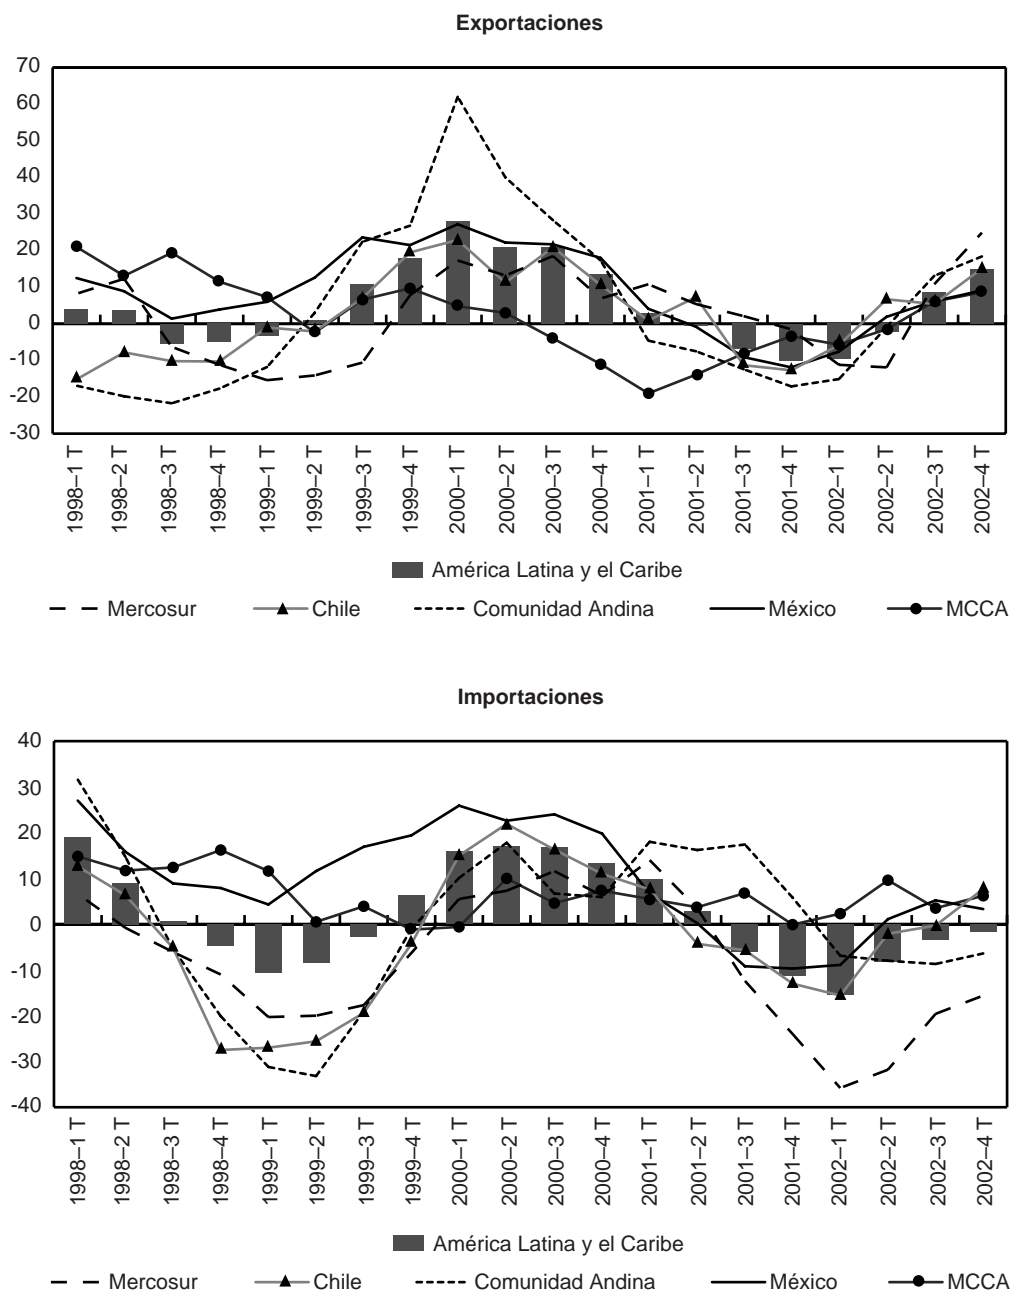 Exportaciones
70
60
50
40
30
20
10
0
-10
-20
-30
1998–1 T
1998–2 T
1998–3 T
1998–4 T
1999–1 T
1999–2 T
1999–3 T
1999–4 T
2000–1 T
2000–2 T
2000–3 T
2000–4 T
2001–1 T
2001–2 T
2001–3 T
2001–4 T
2002–1 T
2002–2 T
2002–3 T
2002–4 T
América Latina y el Caribe
Mercosur Chile Comunidad Andina México MCCA
Importaciones
40
30
20
10
0
-10
-20
-30
-40
1998–1 T
1998–2 T
1998–3 T
1998–4 T
1999–1 T
1999–2 T
1999–3 T
1999–4 T
2000–1 T
2000–2 T
2000–3 T
2000–4 T
2001–1 T
2001–2 T
2001–3 T
2001–4 T
2002–1 T
2002–2 T
2002–3 T
2002–4 T
América Latina y el Caribe
Mercosur Chile Comunidad Andina México MCCA